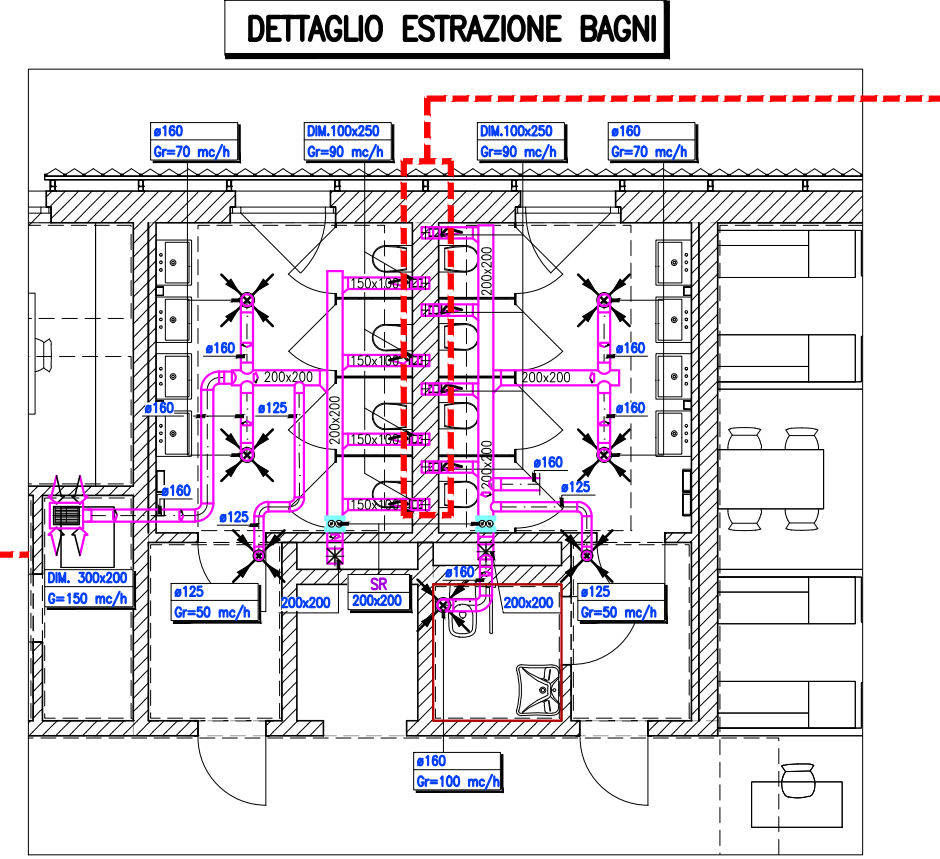 DETTAGLIO ESTRAZIONE BAGNI
ø160
Gr=70 mc/h
DIM.100x250
Gr=90 mc/h
DIM.100x250
Gr=90 mc/h
ø160
Gr=70 mc/h
200x200
150x100
ø160
ø160
150x100
200x200
200x200
ø160
ø125
ø160
200x200
150x100
200x200
ø160
ø160
ø125
150x100
ø125
DIM. 300x200
G=150 mc/h
ø125
Gr=50 mc/h
200x200
SR
200x200
ø160
200x200
ø125
Gr=50 mc/h
ø160
Gr=100 mc/h